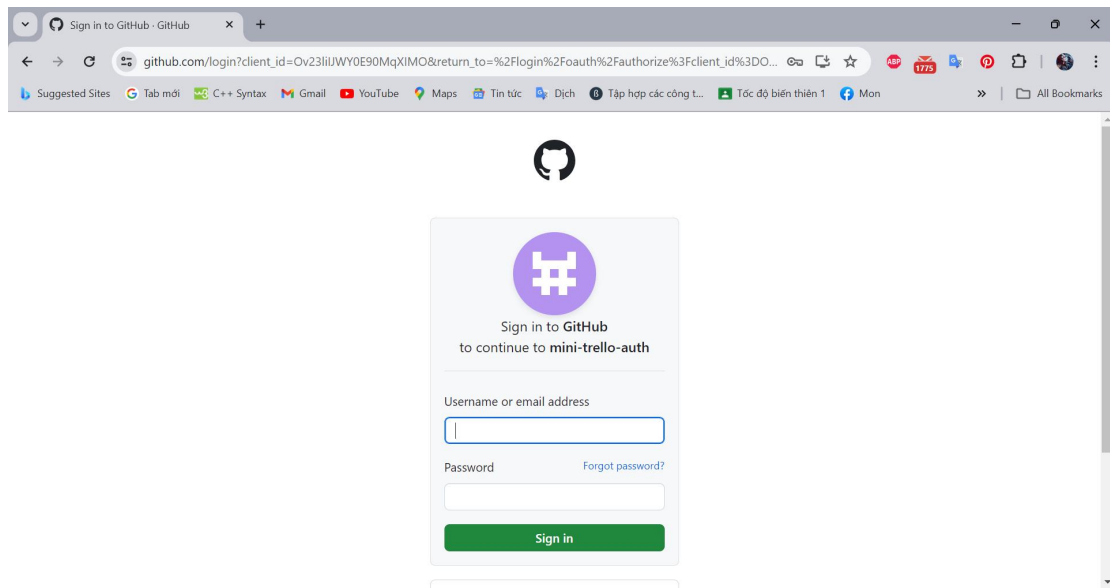 Sign in to GitHub · GitHub
github.com/login?client_id=Ov23liIJWY0E90MqXIMO&return_to=%2Flogin%2Foauth%2Fauthorize%3Fclient_id%3DO...
ABP
1775
Suggested Sites
Tab mới
C++ Syntax
Gmail
YouTube
Maps
Tin tức
Dịch
Tập hợp các công t...
Tốc độ biến thiên 1
Mon
»
All Bookmarks
Sign in to GitHub
to continue to mini-trello-auth
Username or email address
Password
Forgot password?
Sign in